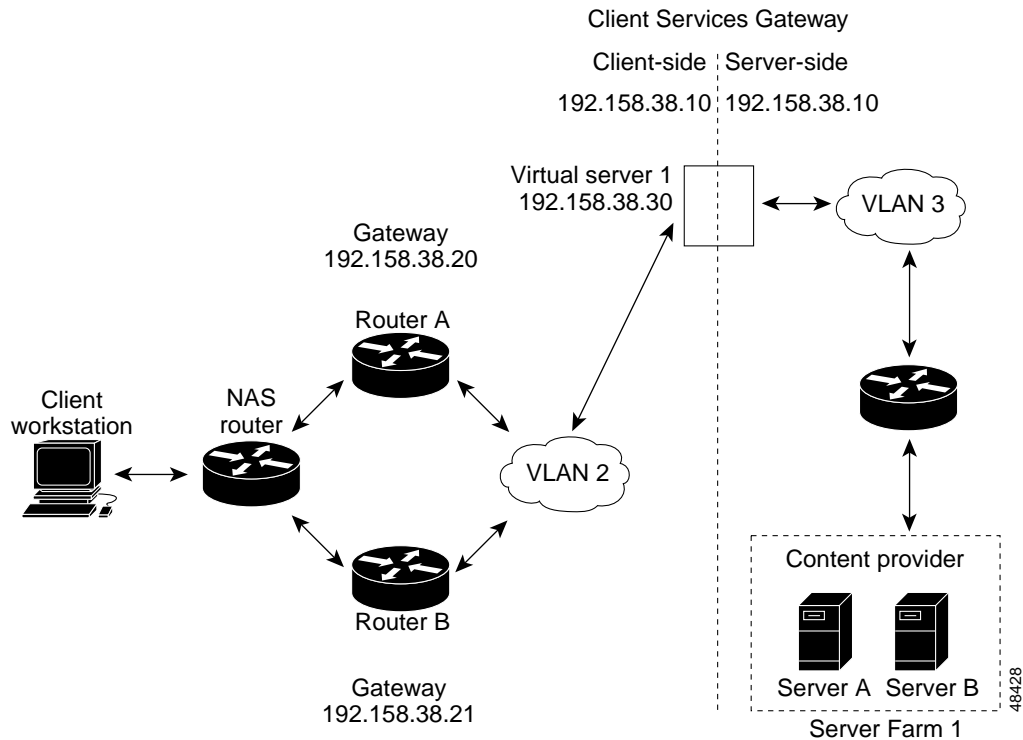 Client Services Gateway
Client-side
Server-side
192.158.38.10
192.158.38.10
Virtual server 1
192.158.38.30
VLAN 3
Gateway
192.158.38.20
Router A
Client
workstation
NAS
router
VLAN 2
Router B
Gateway
192.158.38.21
Content provider
Server A
Server B
Server Farm 1
48428